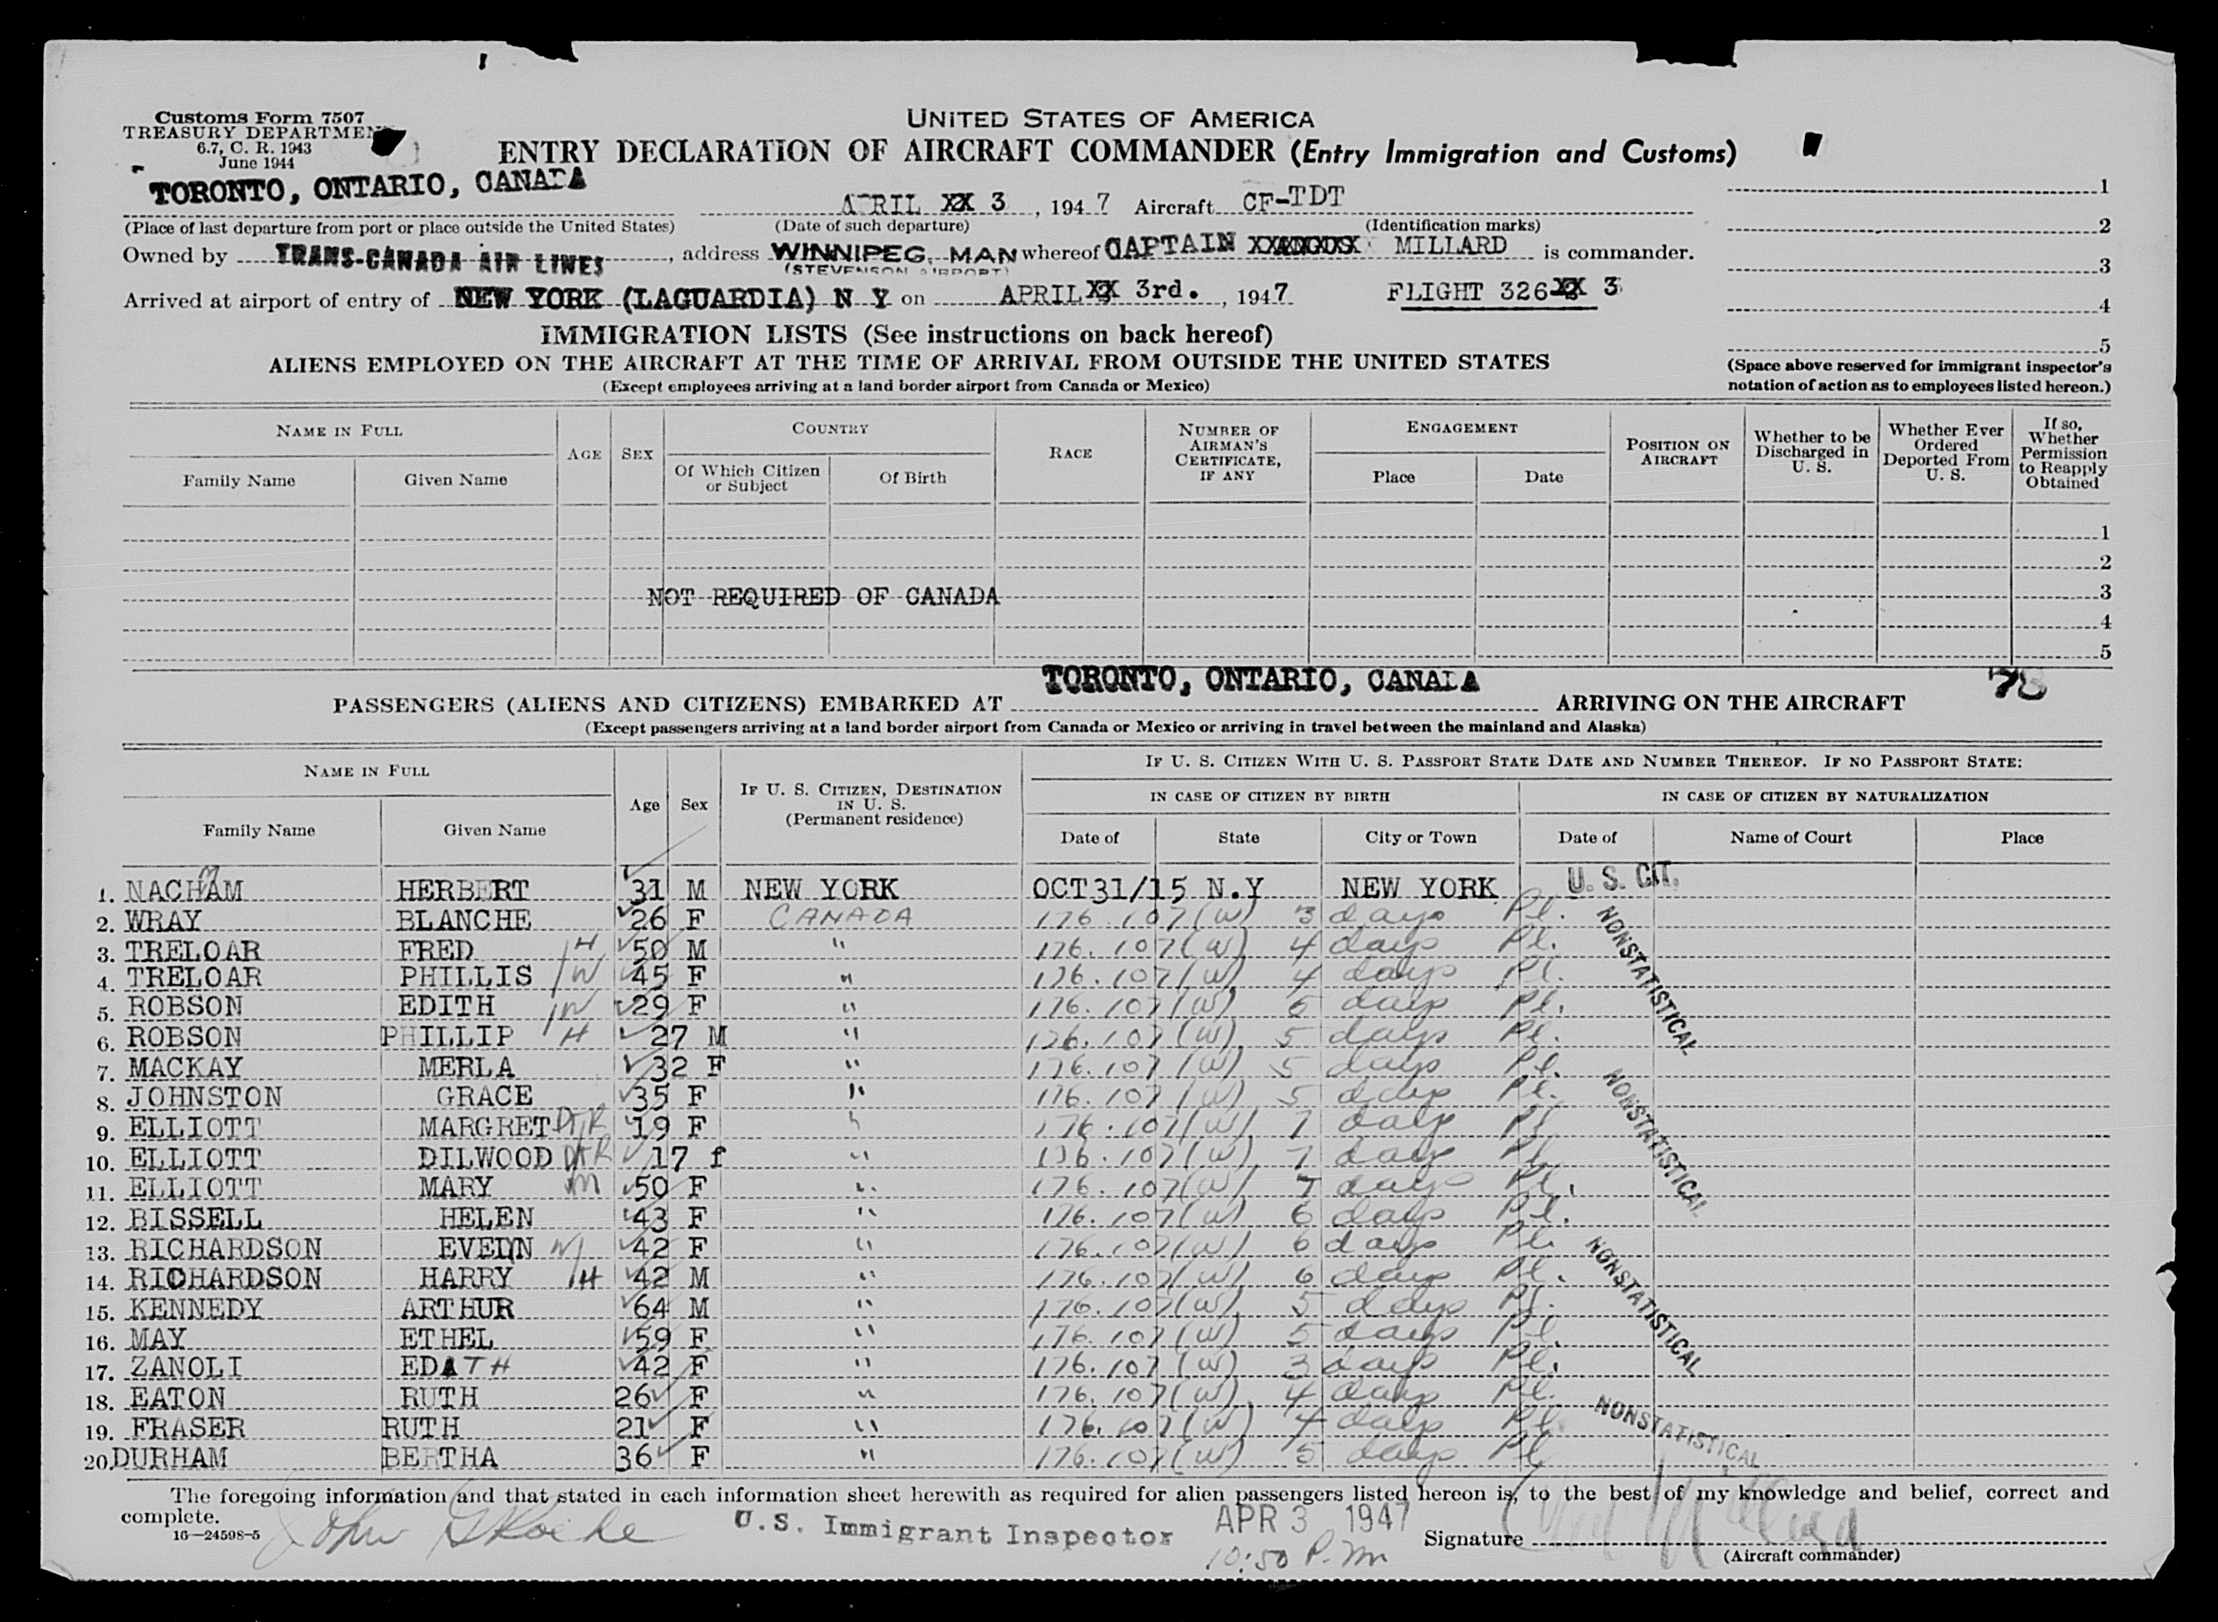 Customs Form 7507
TREASURY DEPARTMENT
6.7, C. R. 1943
June 1944
UNITED STATES OF AMERICA
ENTRY DECLARATION OF AIRCRAFT COMMANDER (Entry Immigration and Customs)
TORONTO, ONTARIO, CANADA APRIL XX 3, 1947 Aircraft CF-TDT 1
(Place of last departure from port or place outside the United States) (Date of such departure) (Identification marks) 2
Owned by TRANS-CANADA AIR LINES, address WINNIPEG, MAN whereof CAPTAIN MILLARD is commander.
(STEVENSON AIRPORT) 3
Arrived at airport of entry of NEW YORK (LAGUARDIA) N Y on APRIL XX 3rd., 1947 FLIGHT 326-XX 3 4
IMMIGRATION LISTS (See instructions on back hereof) 5
ALIENS EMPLOYED ON THE AIRCRAFT AT THE TIME OF ARRIVAL FROM OUTSIDE THE UNITED STATES
(Except employees arriving at a land border airport from Canada or Mexico)
(Space above reserved for immigrant inspector's
notation of action as to employees listed hereon.)
NAME IN FULL AGE SEX COUNTRY RACE NUMBER OF AIRMAN'S CERTIFICATE, IF ANY ENGAGEMENT POSITION ON AIRCRAFT Whether to be Discharged in U. S. Whether Ever Ordered Deported From U. S. If so, Whether Permission to Reapply Obtained
Family Name Given Name Of Which Citizen or Subject Of Birth Place Date
1
2
NOT REQUIRED OF CANADA 3
4
5
PASSENGERS (ALIENS AND CITIZENS) EMBARKED AT TORONTO, ONTARIO, CANADA ARRIVING ON THE AIRCRAFT 78
(Except passengers arriving at a land border airport from Canada or Mexico or arriving in travel between the mainland and Alaska)
NAME IN FULL Age Sex IF U. S. CITIZEN, DESTINATION IN U. S. (Permanent residence) IF U. S. CITIZEN WITH U. S. PASSPORT STATE DATE AND NUMBER THEREOF. IF NO PASSPORT STATE:
IN CASE OF CITIZEN BY BIRTH IN CASE OF CITIZEN BY NATURALIZATION
Family Name Given Name Date of State City or Town Date of Name of Court Place
1. NACHMAM HERBERT 31 M NEW YORK OCT31/15 N.Y NEW YORK U. S. CIT.
2. WRAY BLANCHE 26 F CANADA 176.107(W) 3 days Pl.
3. TRELOAR FRED H 50 M " 176.107(W) 4 days Pl.
4. TRELOAR PHILLIS W 45 F " 176.107(W) 4 days Pl.
5. ROBSON EDITH W 29 F " 176.107(W) 5 days Pl.
6. ROBSON PHILLIP H 27 M " 176.107(W) 5 days Pl.
7. MACKAY MERLA 32 F " 176.107(W) 5 days Pl.
8. JOHNSTON GRACE 35 F " 176.107(W) 5 days Pl.
9. ELLIOTT MARGRET DTR 19 F " 176.107(W) 7 days Pl
10. ELLIOTT DILWOOD DTR 17 f " 176.107(W) 7 days Pl
11. ELLIOTT MARY M 50 F " 176.107(W) 7 days Pl.
12. BISSELL HELEN 43 F " 176.107(W) 6 days Pl.
13. RICHARDSON EVELYN W 42 F " 176.107(W) 6 days Pl.
14. RICHARDSON HARRY H 42 M " 176.107(W) 6 days Pl.
15. KENNEDY ARTHUR 64 M " 176.107(W) 5 days Pl.
16. MAY ETHEL 59 F " 176.107(W) 5 days Pl.
17. ZANOLI EDITH 42 F " 176.107(W) 3 days Pl.
18. EATON RUTH 26 F " 176.107(W) 4 days Pl.
19. FRASER RUTH 21 F " 176.107(W) 4 days Pl.
20. DURHAM BERTHA 36 F " 176.107(W) 5 days Pl
NONSTATISTICAL
NONSTATISTICAL
NONSTATISTICAL
NONSTATISTICAL
The foregoing information and that stated in each information sheet herewith as required for alien passengers listed hereon is, to the best of my knowledge and belief, correct and
complete.
16—24598-5 John U.S. Immigrant Inspector APR 3 1947 Signature
10:50 P.m (Aircraft commander)